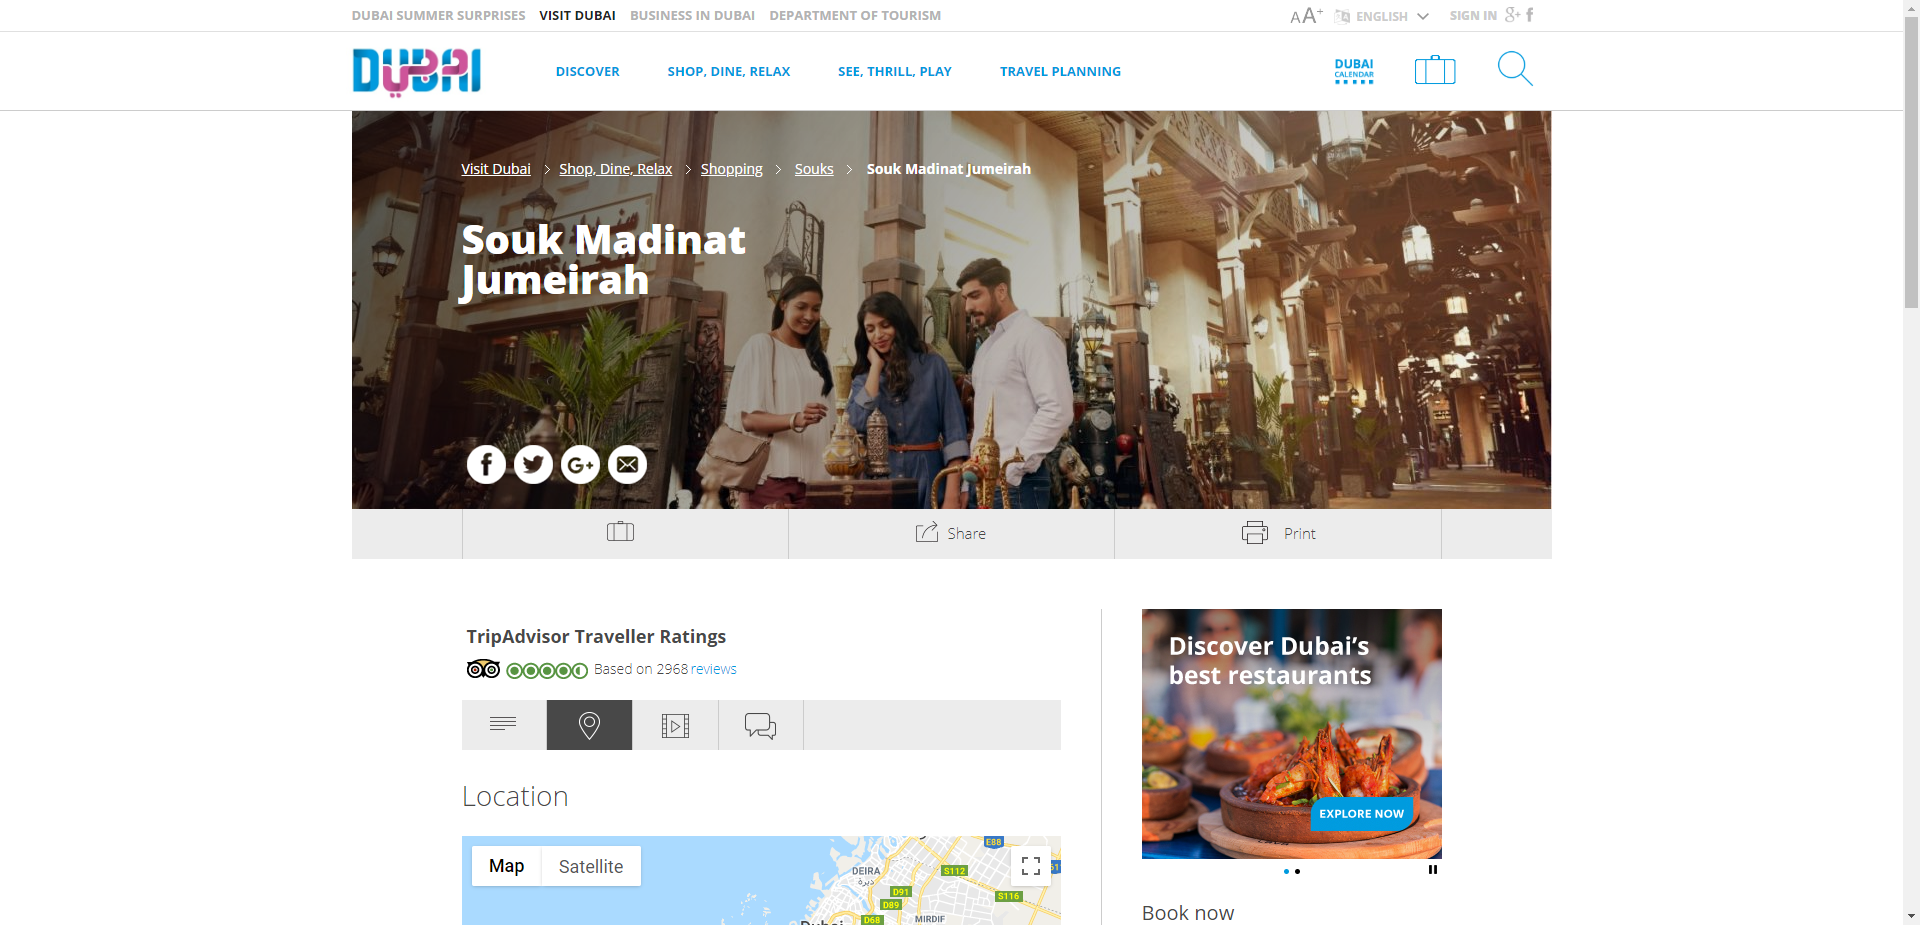 DUBAI SUMMER SURPRISES VISIT DUBAI BUSINESS IN DUBAI DEPARTMENT OF TOURISM
AA+ ENGLISH SIGN IN g+ f
DUBAI
DISCOVER SHOP, DINE, RELAX SEE, THRILL, PLAY TRAVEL PLANNING
DUBAI
CALENDAR
Visit Dubai > Shop, Dine, Relax > Shopping > Souks > Souk Madinat Jumeirah
Souk Madinat
Jumeirah
f G+
Share
Print
TripAdvisor Traveller Ratings
Based on 2968 reviews
Location
Map Satellite
E88
DEIRA
ديرة
S112
D91
S116
D89
D68
MIRDIF
Dubai
Discover Dubai's
best restaurants
EXPLORE NOW
Book now